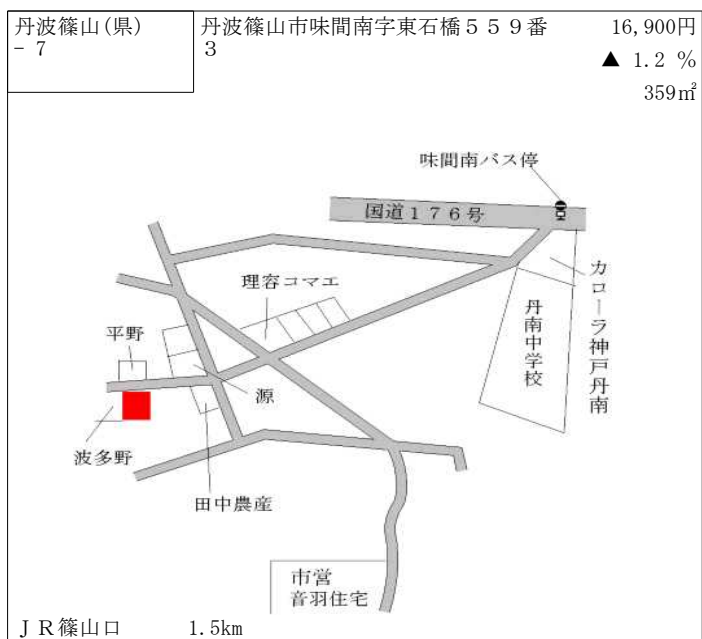 丹波篠山(県)
- 7
丹波篠山市味間南字東石橋５５９番
３
16,900円
▲ 1.2 %
359㎡
味間南バス停
国道１７６号
理容コマエ
カローラ神戸丹南
丹南中学校
平野
源
波多野
田中農産
市営
音羽住宅
ＪＲ篠山口 1.5km